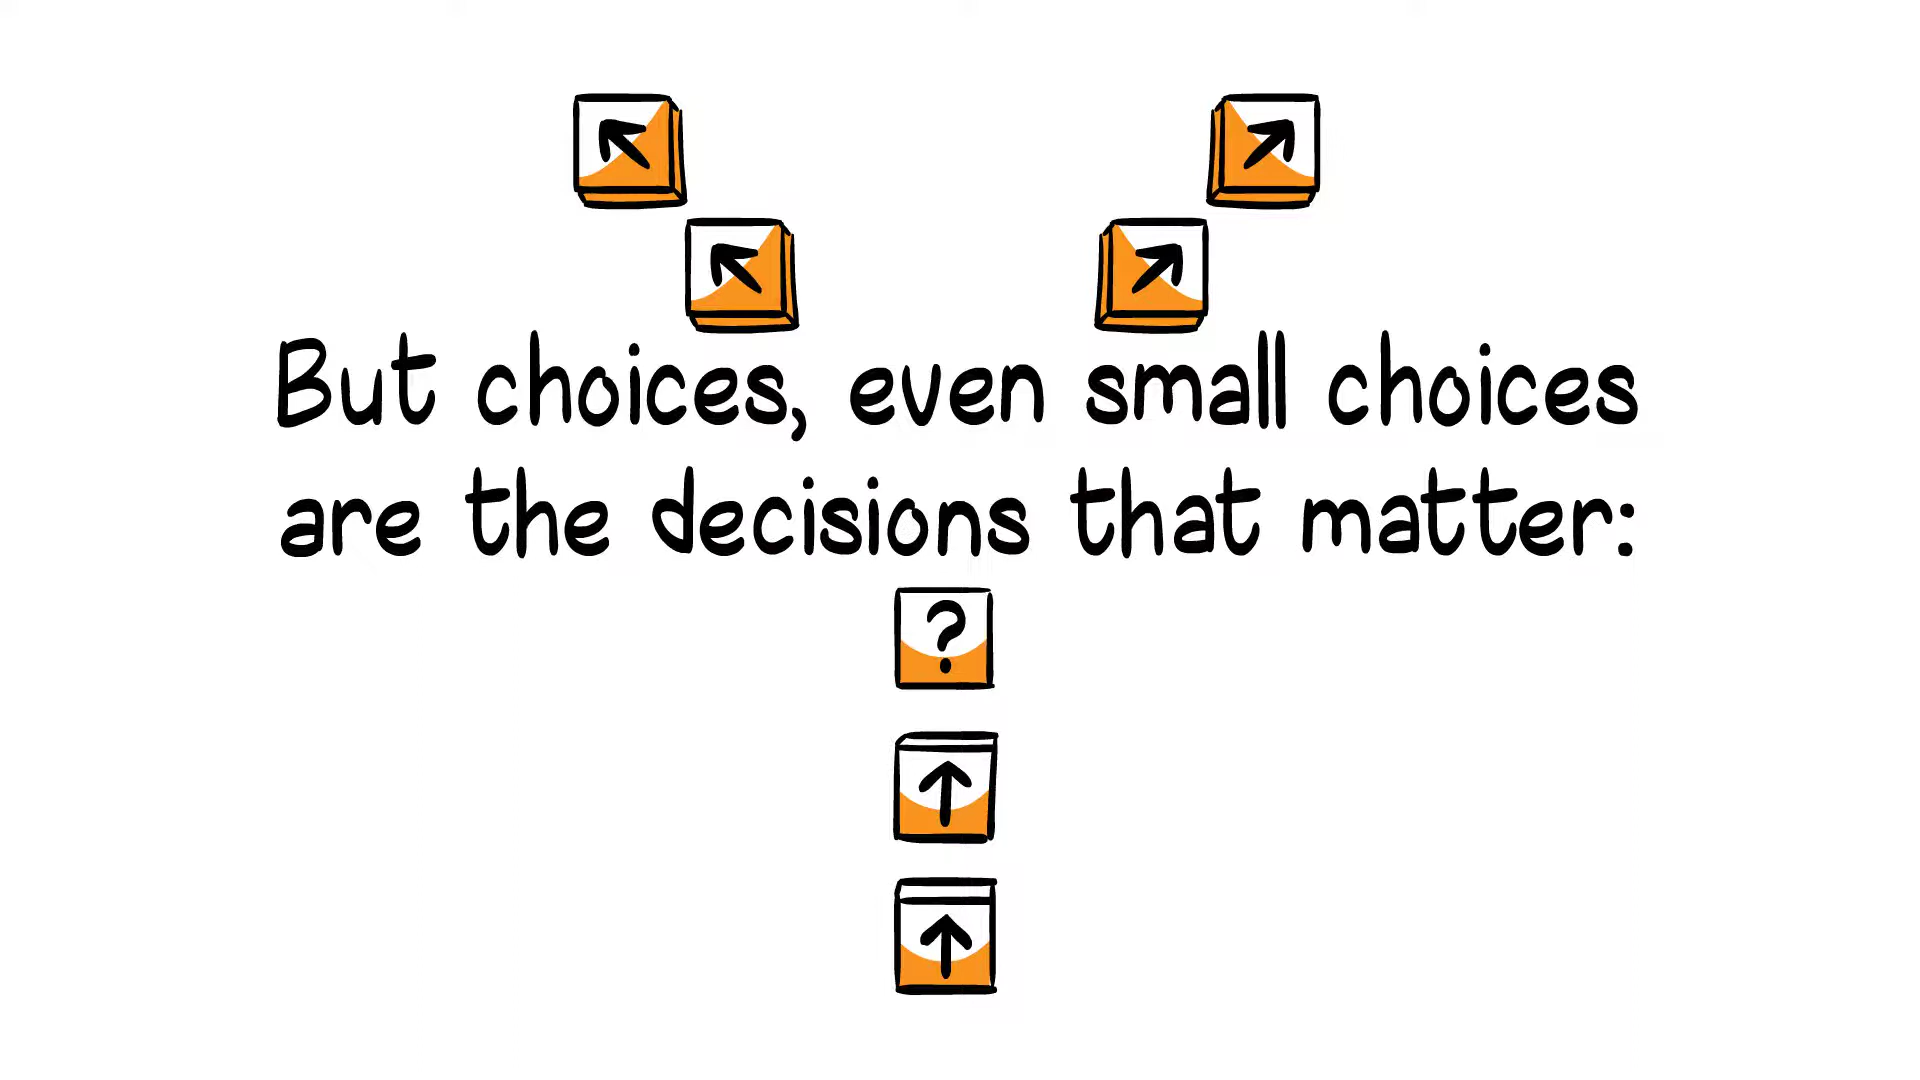 But choices, even small choices
are the decisions that matter:
?